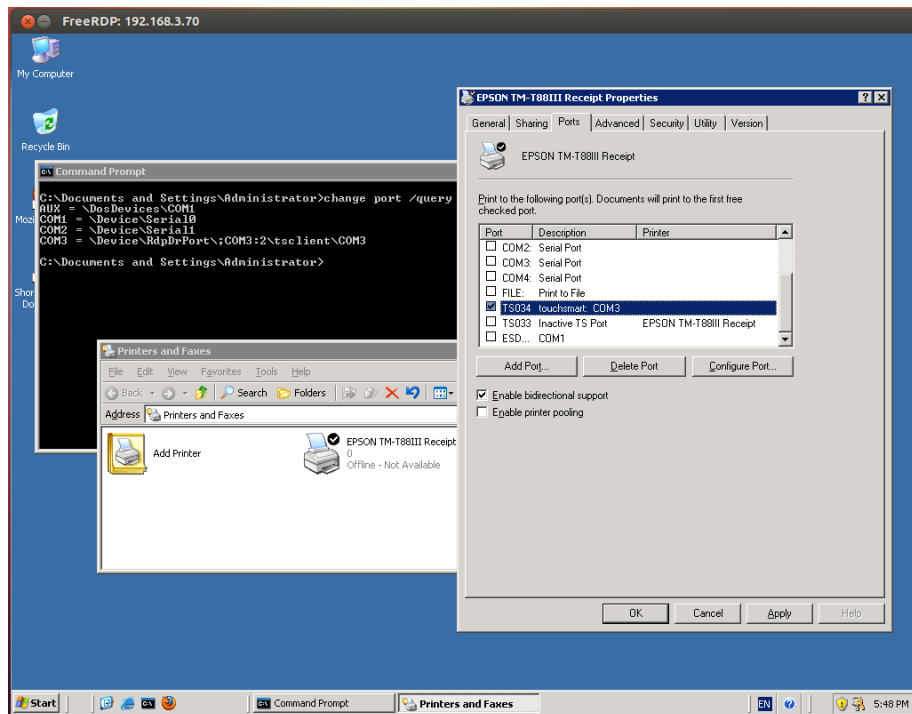 FreeRDP: 192.168.3.70
My Computer
Recycle Bin
Mozi
Shor
Do
Command Prompt
C:\Documents and Settings\Administrator>change port /query
AUX = \DosDevices\COM1
COM1 = \Device\Serial0
COM2 = \Device\Serial1
COM3 = \Device\RdpDrPort\;COM3:2\tsclient\COM3
C:\Documents and Settings\Administrator>
Printers and Faxes
File Edit View Favorites Tools Help
Back Search Folders
Address Printers and Faxes
Add Printer
EPSON TM-T88III Receipt
0
Offline - Not Available
EPSON TM-T88III Receipt Properties
General Sharing Ports Advanced Security Utility Version
EPSON TM-T88III Receipt
Print to the following port(s). Documents will print to the first free
checked port.
Port Description Printer
COM2: Serial Port
COM3: Serial Port
COM4: Serial Port
FILE: Print to File
TS034 touchsmart: COM3
TS033 Inactive TS Port EPSON TM-T88III Receipt
ESD... COM1
Add Port... Delete Port Configure Port...
Enable bidirectional support
Enable printer pooling
OK Cancel Apply Help
Start Command Prompt Printers and Faxes EN 5:48 PM